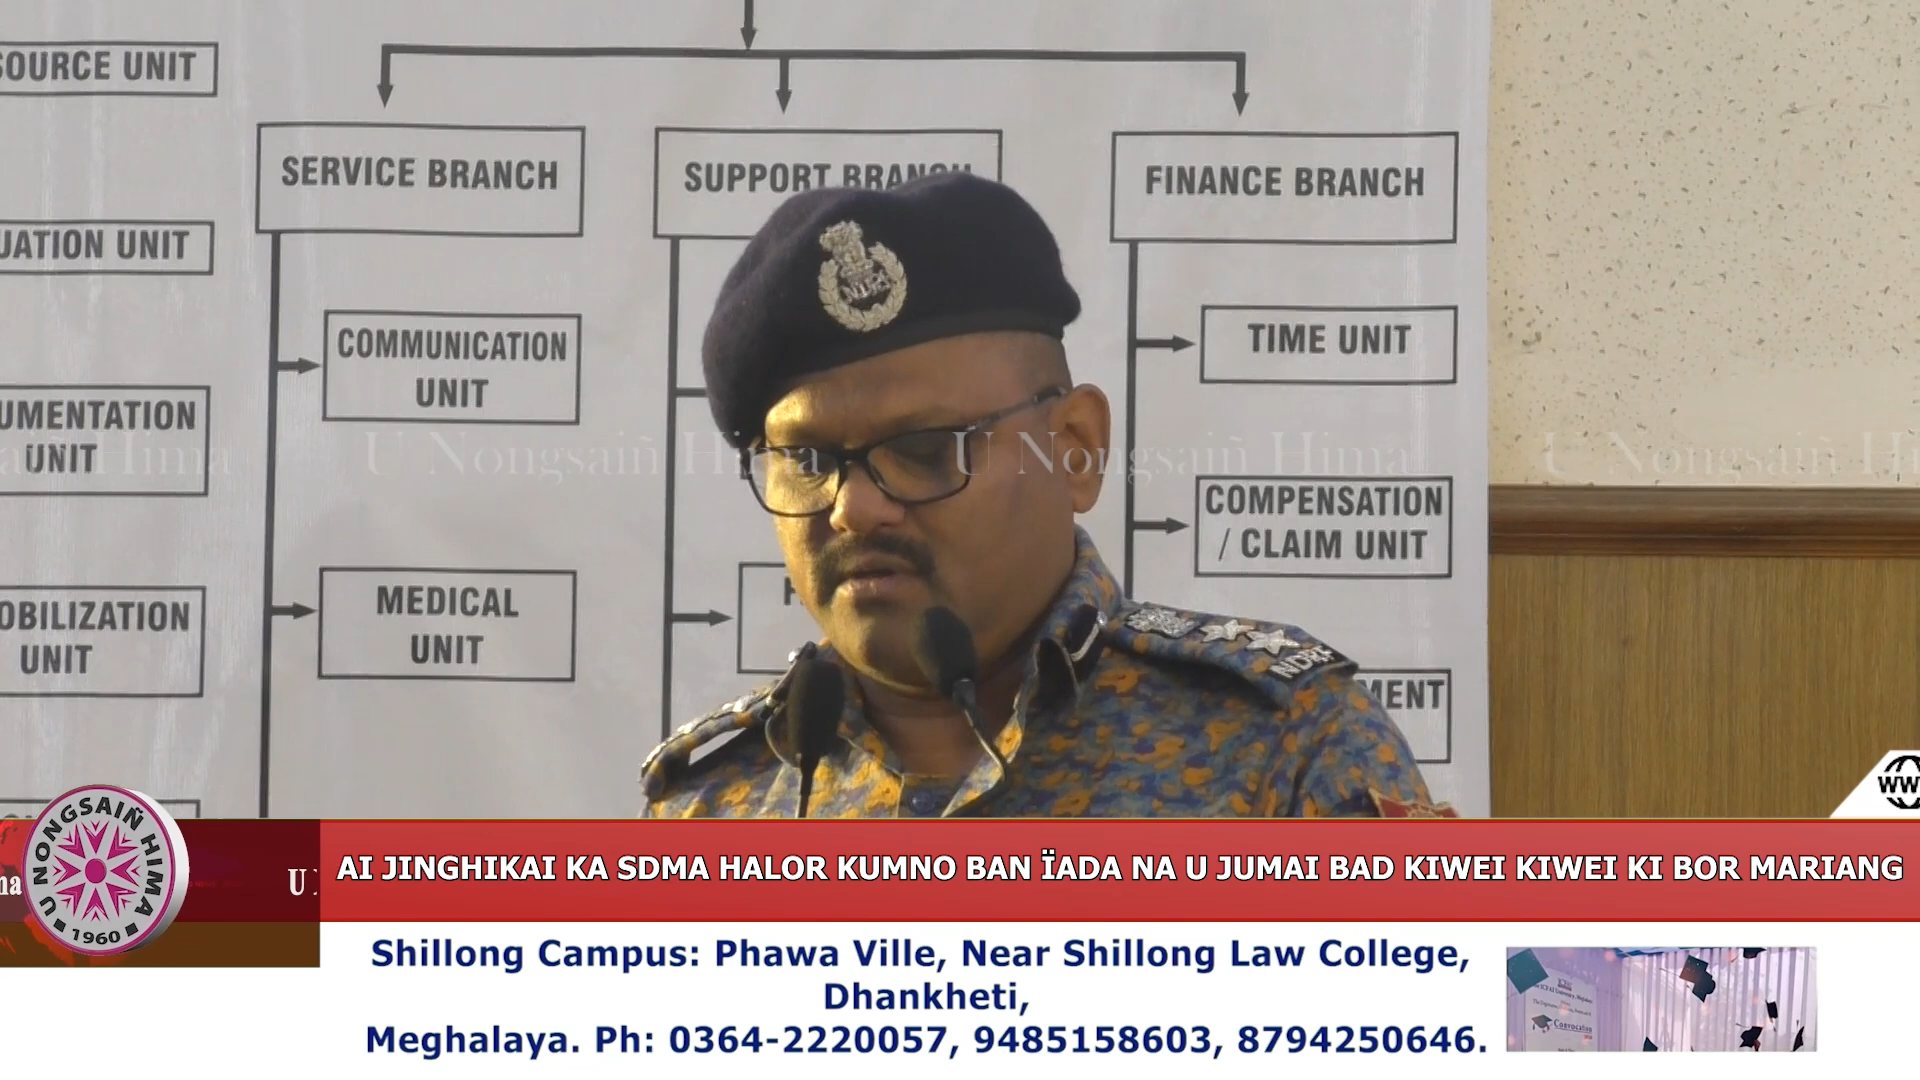 SOURCE UNIT
SERVICE BRANCH
SUPPORT BRANCH
FINANCE BRANCH
UATION UNIT
COMMUNICATION
UNIT
TIME UNIT
UMENTATION
UNIT
U Nongsaiñ Hima
U Nongsaiñ Hima
COMPENSATION
/ CLAIM UNIT
OBILIZATION
UNIT
MEDICAL
UNIT
NDRF
MENT
WW
U NONGSAIÑ HIMA
1960
AI JINGHIKAI KA SDMA HALOR KUMNO BAN ÏADA NA U JUMAI BAD KIWEI KIWEI KI BOR MARIANG
Shillong Campus: Phawa Ville, Near Shillong Law College,
Dhankheti,
Meghalaya. Ph: 0364-2220057, 9485158603, 8794250646.
Convocation